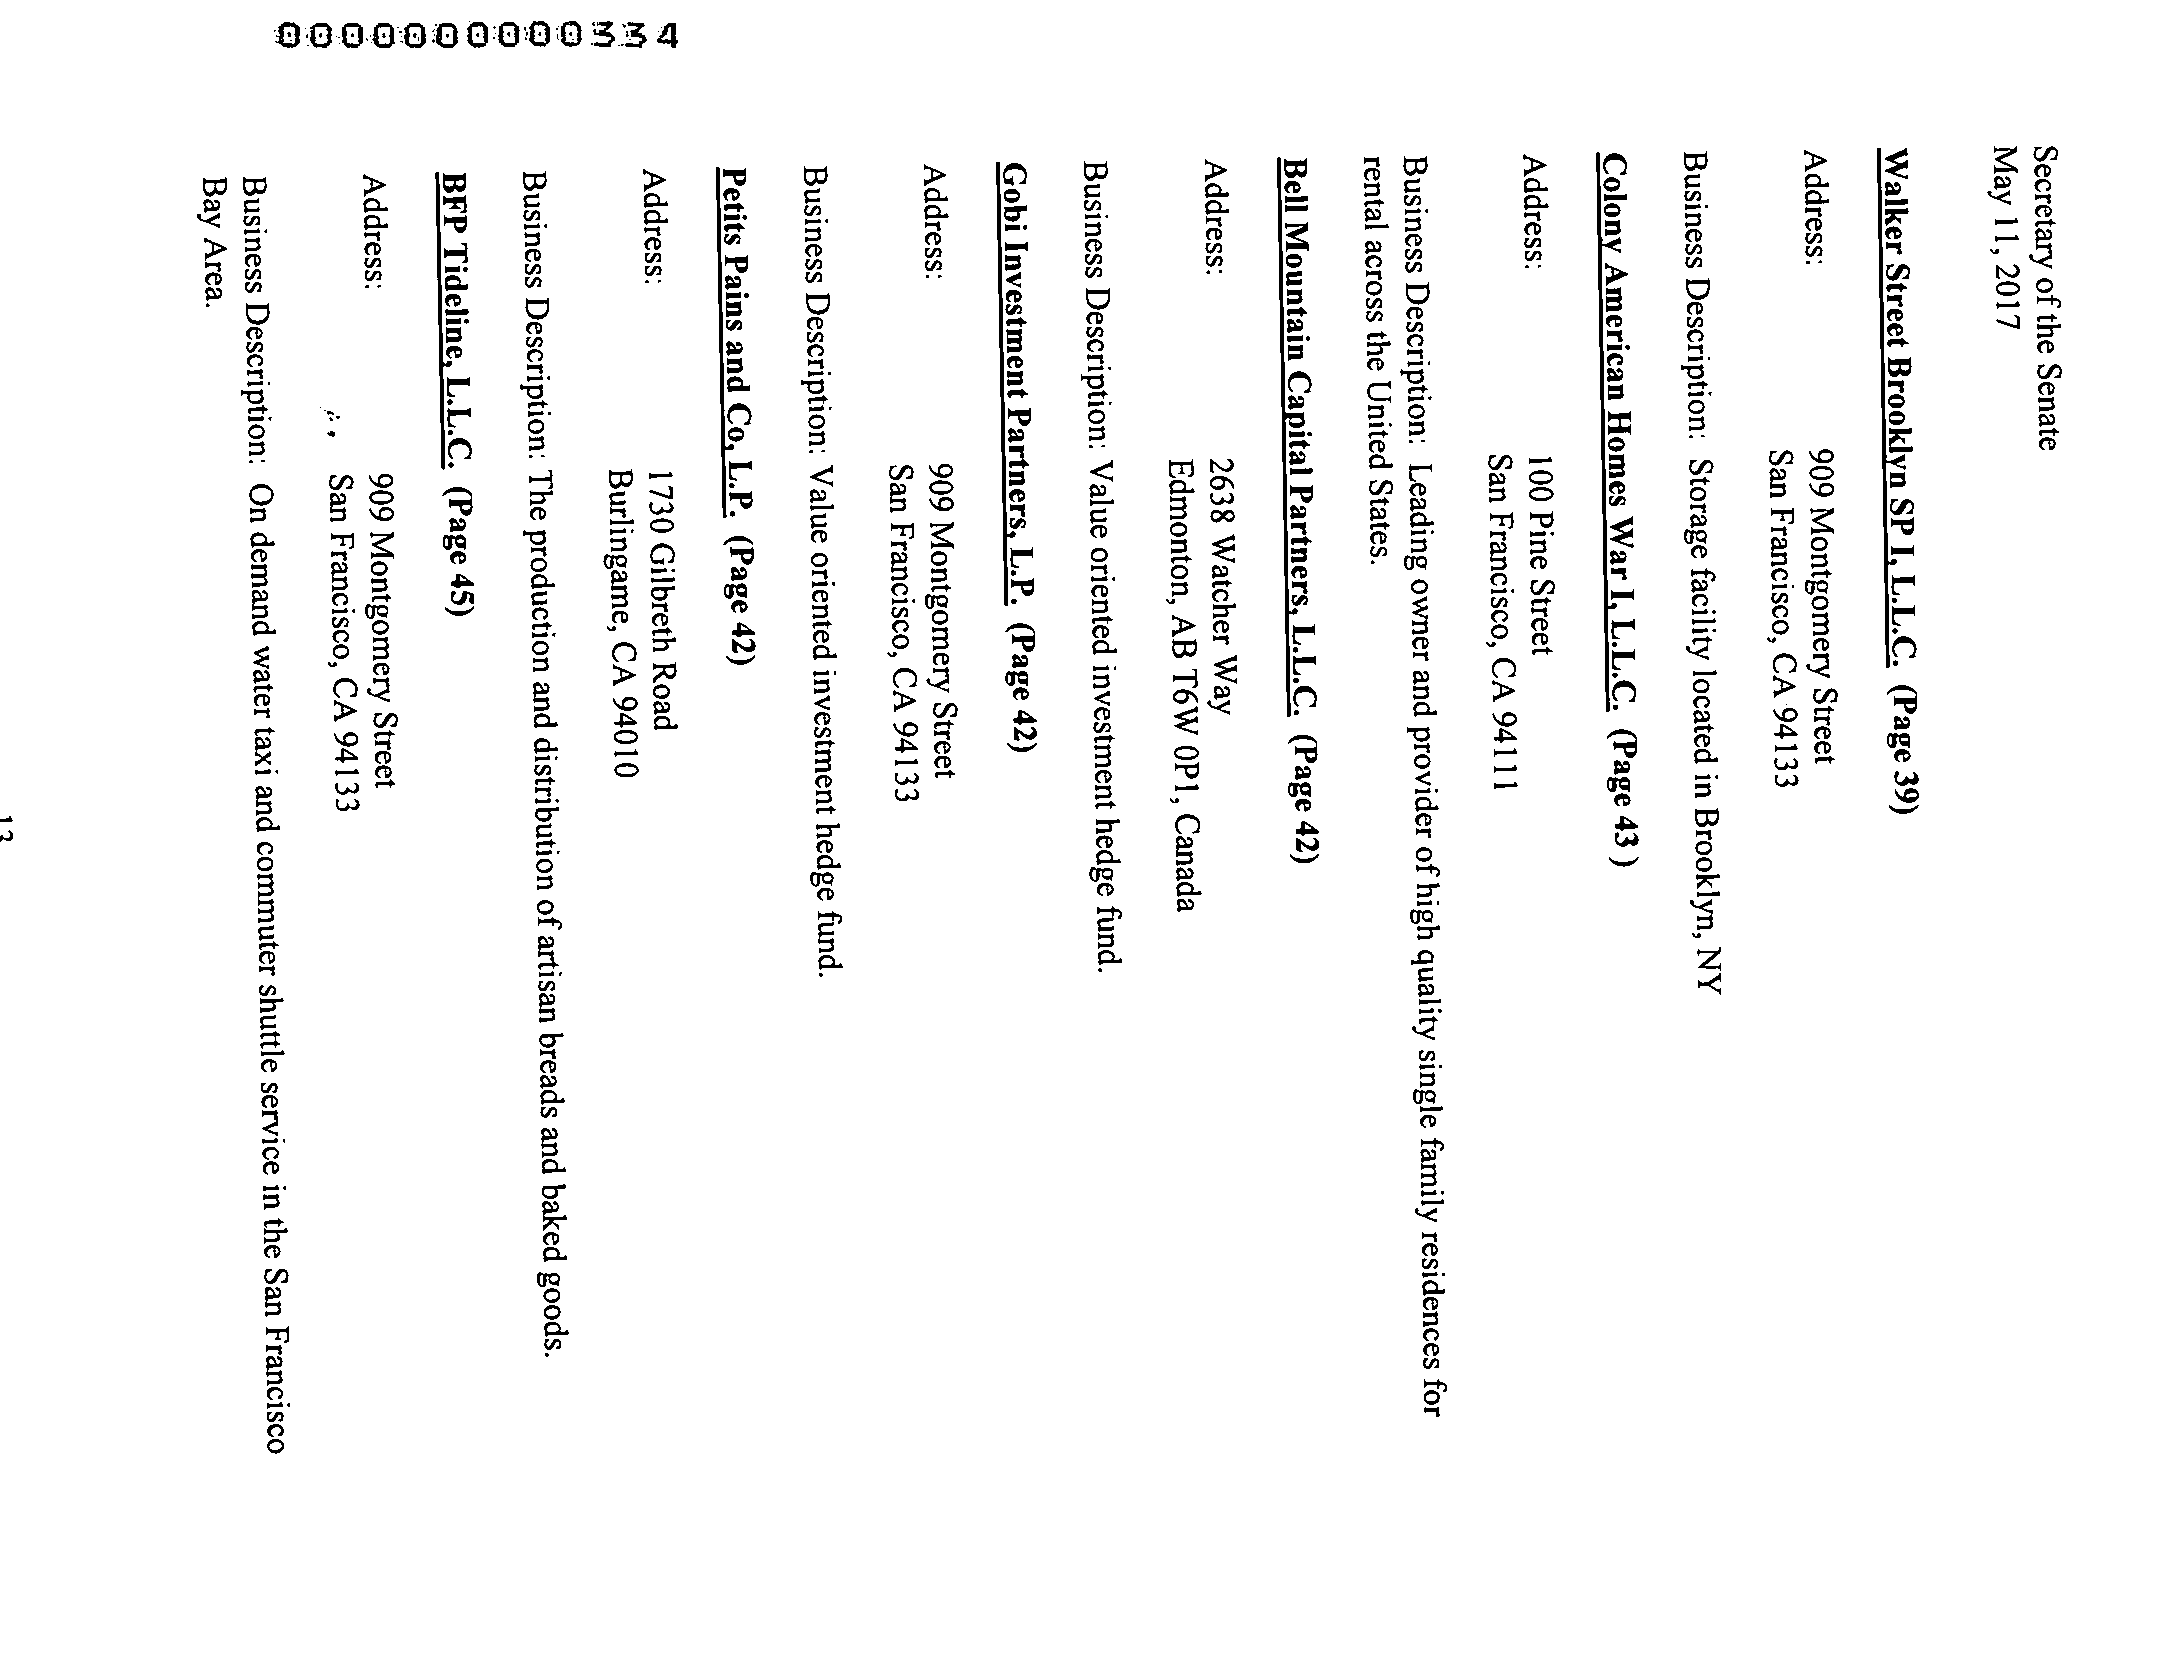 Secretary of the Senate
May 11, 2017
Walker Street Brooklyn SP I, L.L.C. (Page 39)
Address: 909 Montgomery Street
San Francisco, CA 94133
Business Description: Storage facility located in Brooklyn, NY
Colony American Homes War I, L.L.C. (Page 43 )
Address: 100 Pine Street
San Francisco, CA 94111
Business Description: Leading owner and provider of high quality single family residences for
rental across the United States.
Bell Mountain Capital Partners, L.L.C. (Page 42)
Address: 2638 Watcher Way
Edmonton, AB T6W 0P1, Canada
Business Description: Value oriented investment hedge fund.
Gobi Investment Partners, L.P. (Page 42)
Address: 909 Montgomery Street
San Francisco, CA 94133
Business Description: Value oriented investment hedge fund.
Petits Pains and Co, L.P. (Page 42)
Address: 1730 Gilbreth Road
Burlingame, CA 94010
Business Description: The production and distribution of artisan breads and baked goods.
BFP Tideline, L.L.C. (Page 45)
Address: 909 Montgomery Street
San Francisco, CA 94133
Business Description: On demand water taxi and commuter shuttle service in the San Francisco
Bay Area.
13
0000000000334